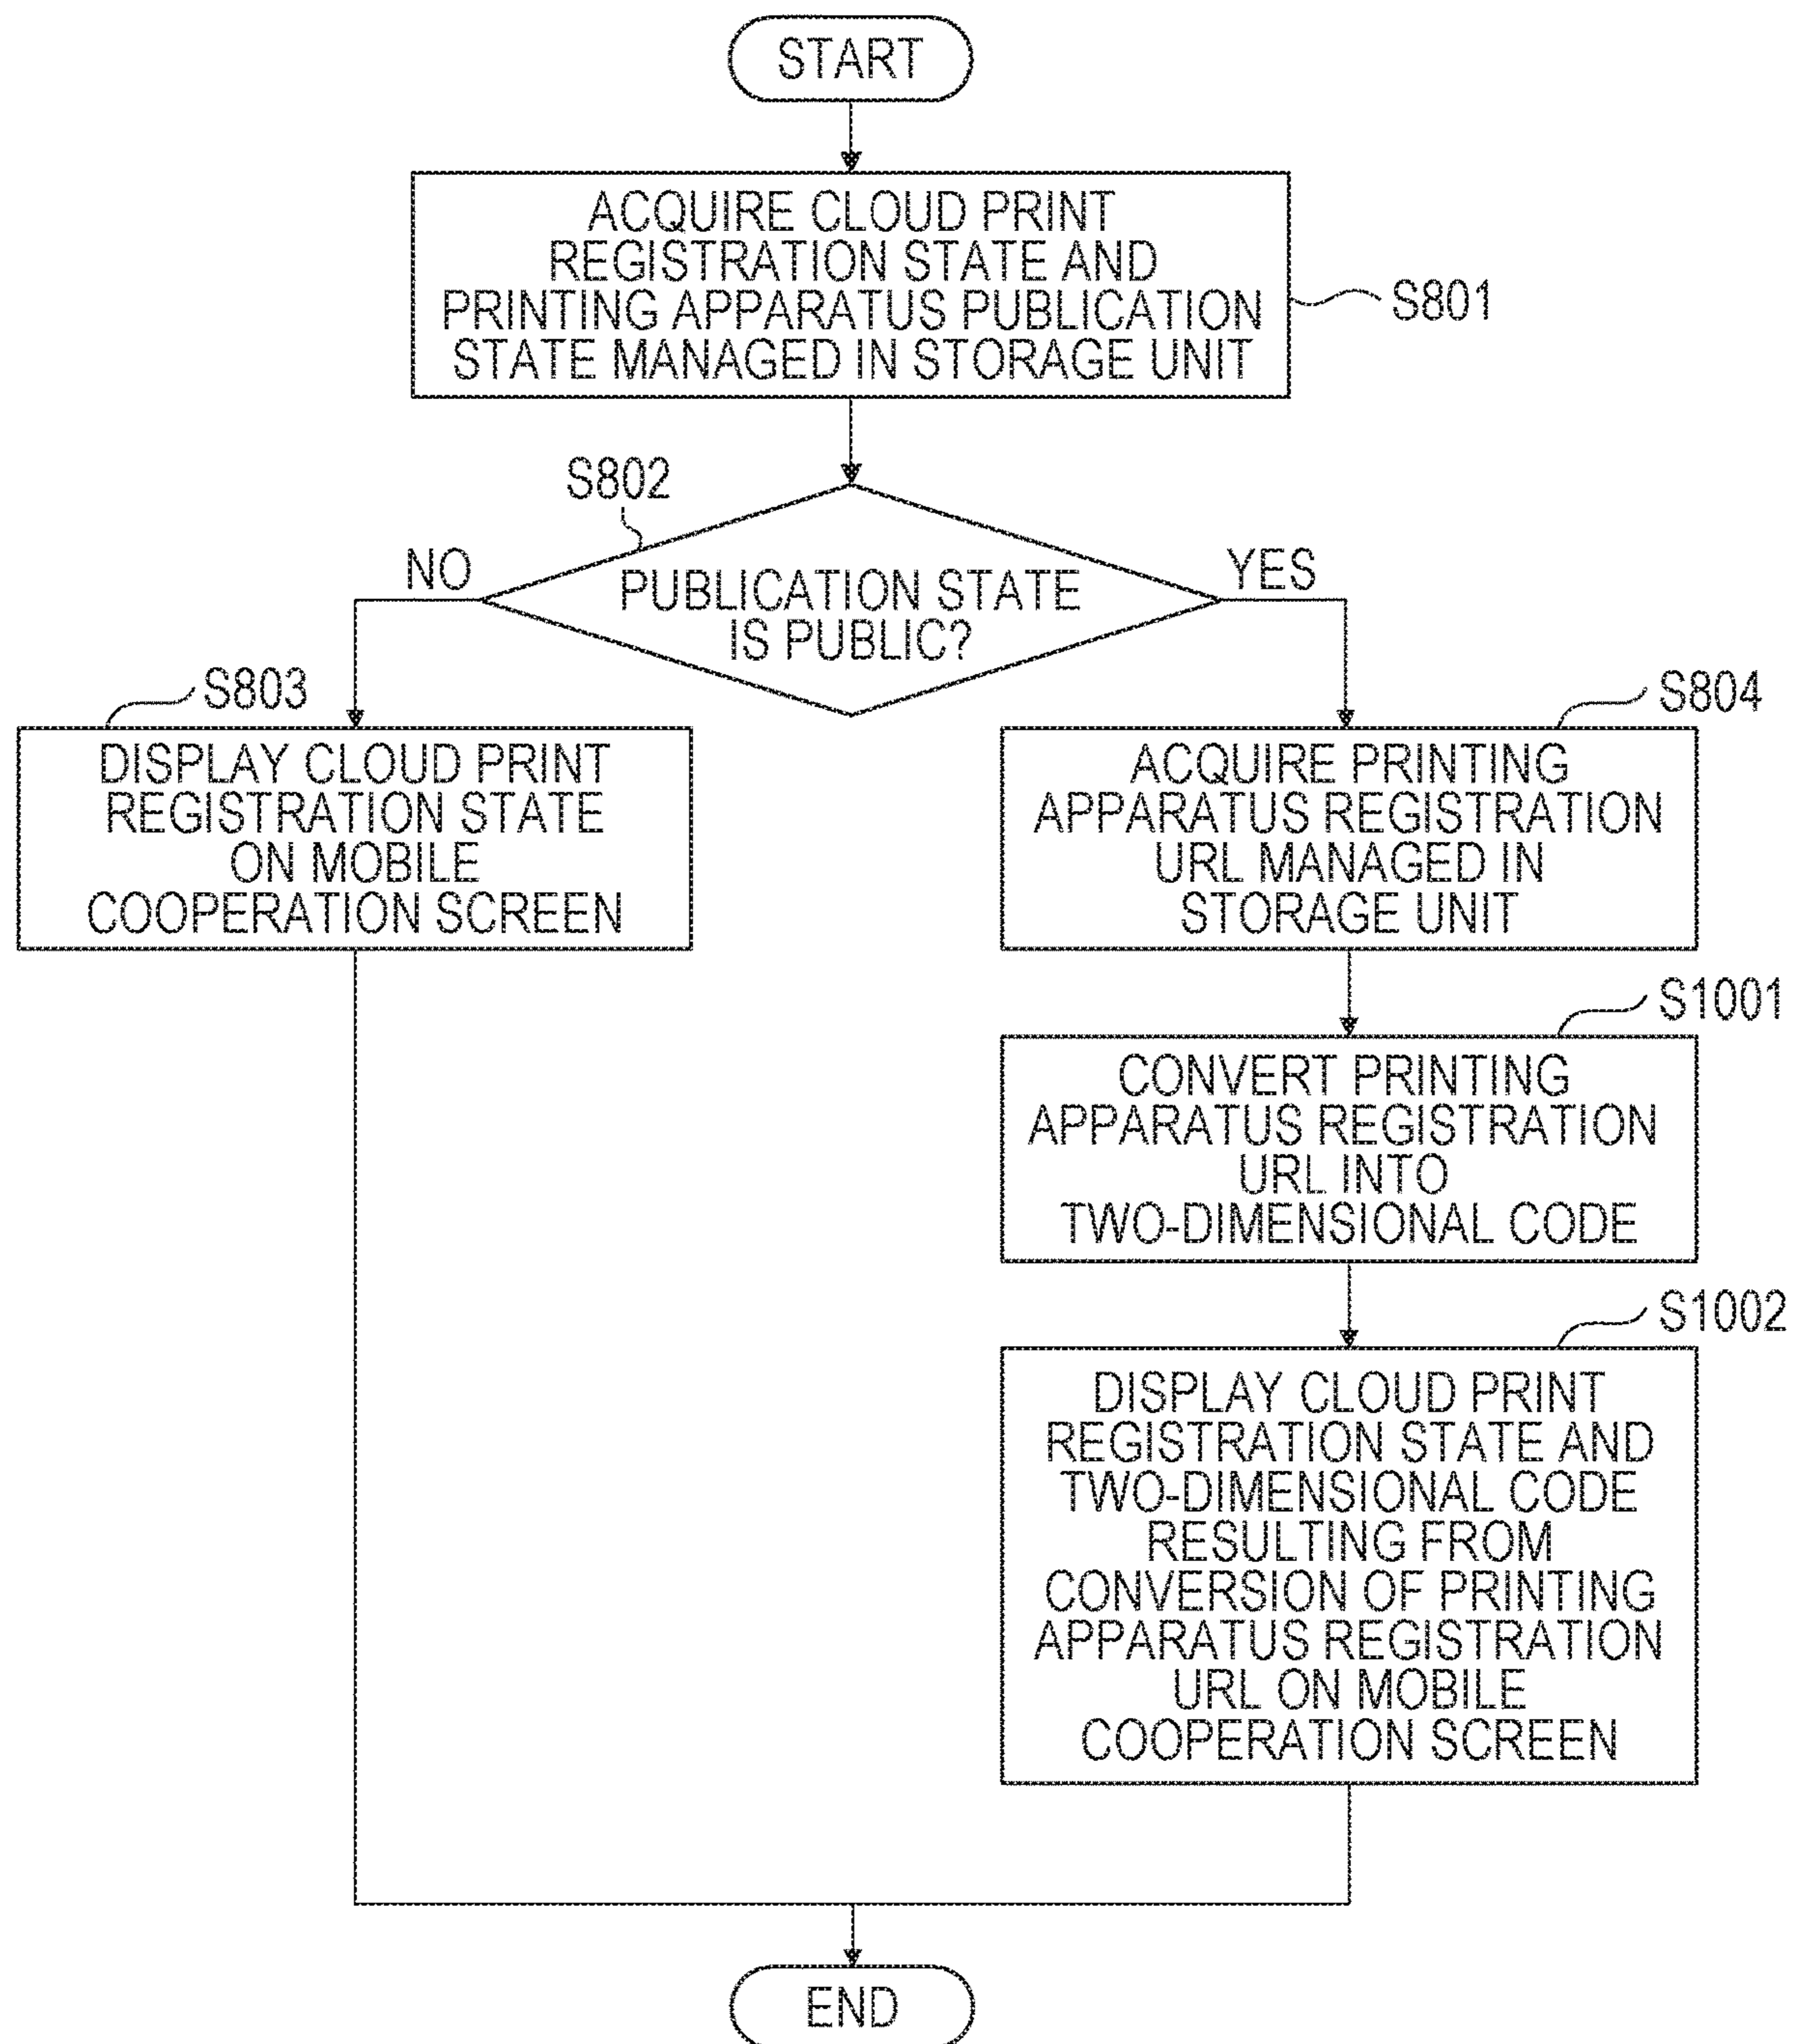 START
ACQUIRE CLOUD PRINT
REGISTRATION STATE AND
PRINTING APPARATUS PUBLICATION
STATE MANAGED IN STORAGE UNIT
S801
S802
NO
PUBLICATION STATE
IS PUBLIC?
YES
S803
DISPLAY CLOUD PRINT
REGISTRATION STATE
ON MOBILE
COOPERATION SCREEN
S804
ACQUIRE PRINTING
APPARATUS REGISTRATION
URL MANAGED IN
STORAGE UNIT
S1001
CONVERT PRINTING
APPARATUS REGISTRATION
URL INTO
TWO-DIMENSIONAL CODE
S1002
DISPLAY CLOUD PRINT
REGISTRATION STATE AND
TWO-DIMENSIONAL CODE
RESULTING FROM
CONVERSION OF PRINTING
APPARATUS REGISTRATION
URL ON MOBILE
COOPERATION SCREEN
END